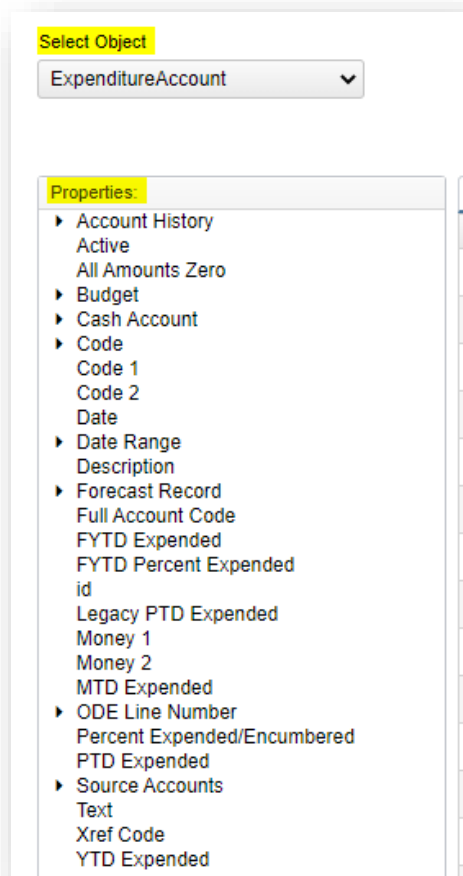 Select Object
ExpenditureAccount
Properties:
Account History
Active
All Amounts Zero
Budget
Cash Account
Code
Code 1
Code 2
Date
Date Range
Description
Forecast Record
Full Account Code
FYTD Expended
FYTD Percent Expended
id
Legacy PTD Expended
Money 1
Money 2
MTD Expended
ODE Line Number
Percent Expended/Encumbered
PTD Expended
Source Accounts
Text
Xref Code
YTD Expended